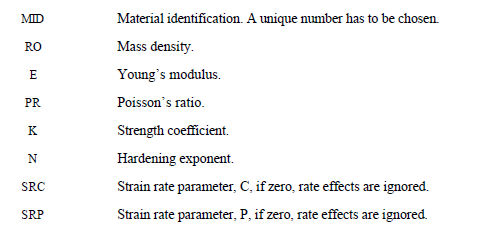 MID Material identification. A unique number has to be chosen.
RO Mass density.
E Young's modulus.
PR Poisson's ratio.
K Strength coefficient.
N Hardening exponent.
SRC Strain rate parameter, C, if zero, rate effects are ignored.
SRP Strain rate parameter, P, if zero, rate effects are ignored.